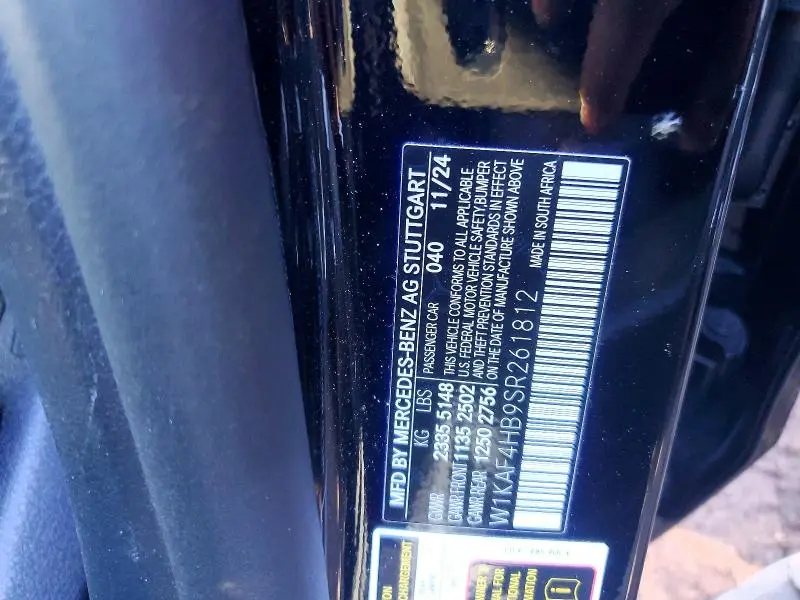 MFD BY MERCEDES-BENZ AG STUTTGART
KG LBS PASSENGER CAR 040 11/24
GVWR 2335 5148 THIS VEHICLE CONFORMS TO ALL APPLICABLE
GAWR FRONT 1135 2502 U.S. FEDERAL MOTOR VEHICLE SAFETY, BUMPER
GAWR REAR 1250 2756 AND THEFT PREVENTION STANDARDS IN EFFECT
ON THE DATE OF MANUFACTURE SHOWN ABOVE
W1KAF4HB9SR261812 MADE IN SOUTH AFRICA